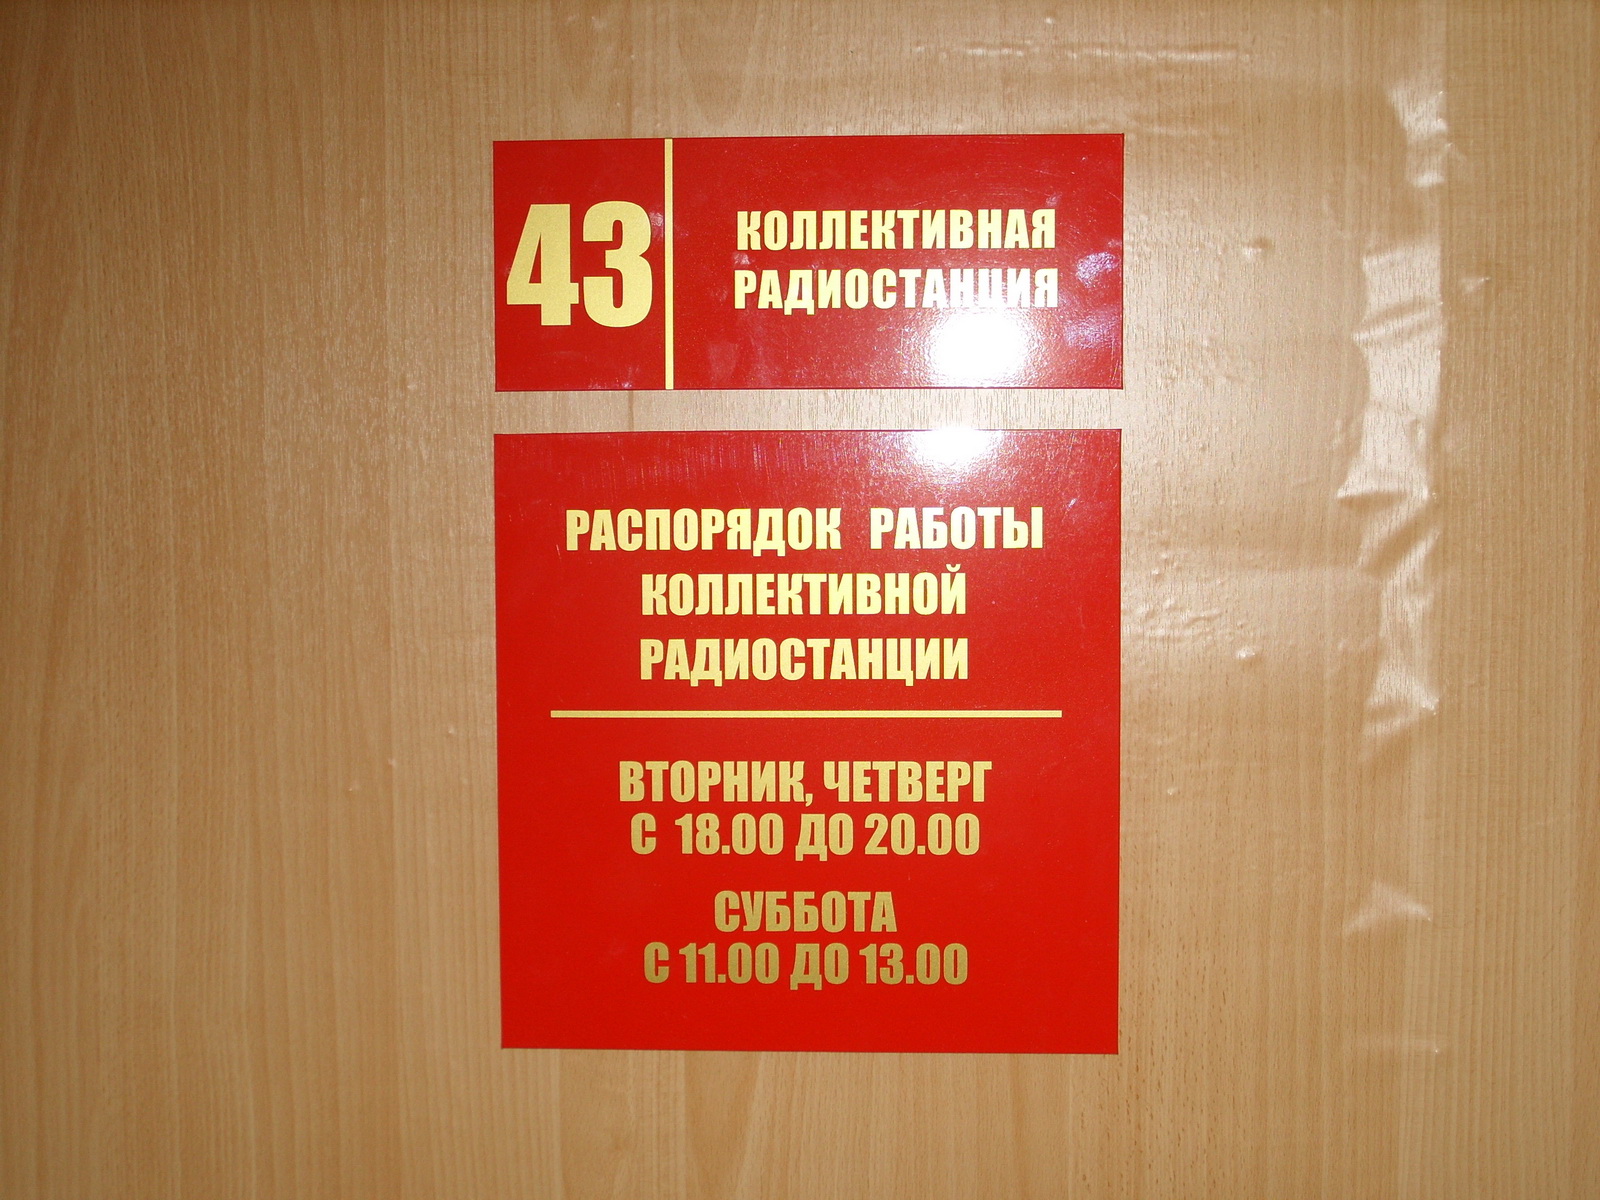 43
КОЛЛЕКТИВНАЯ
РАДИОСТАНЦИЯ
РАСПОРЯДОК РАБОТЫ
КОЛЛЕКТИВНОЙ
РАДИОСТАНЦИИ
ВТОРНИК, ЧЕТВЕРГ
С 18.00 ДО 20.00
СУББОТА
С 11.00 ДО 13.00